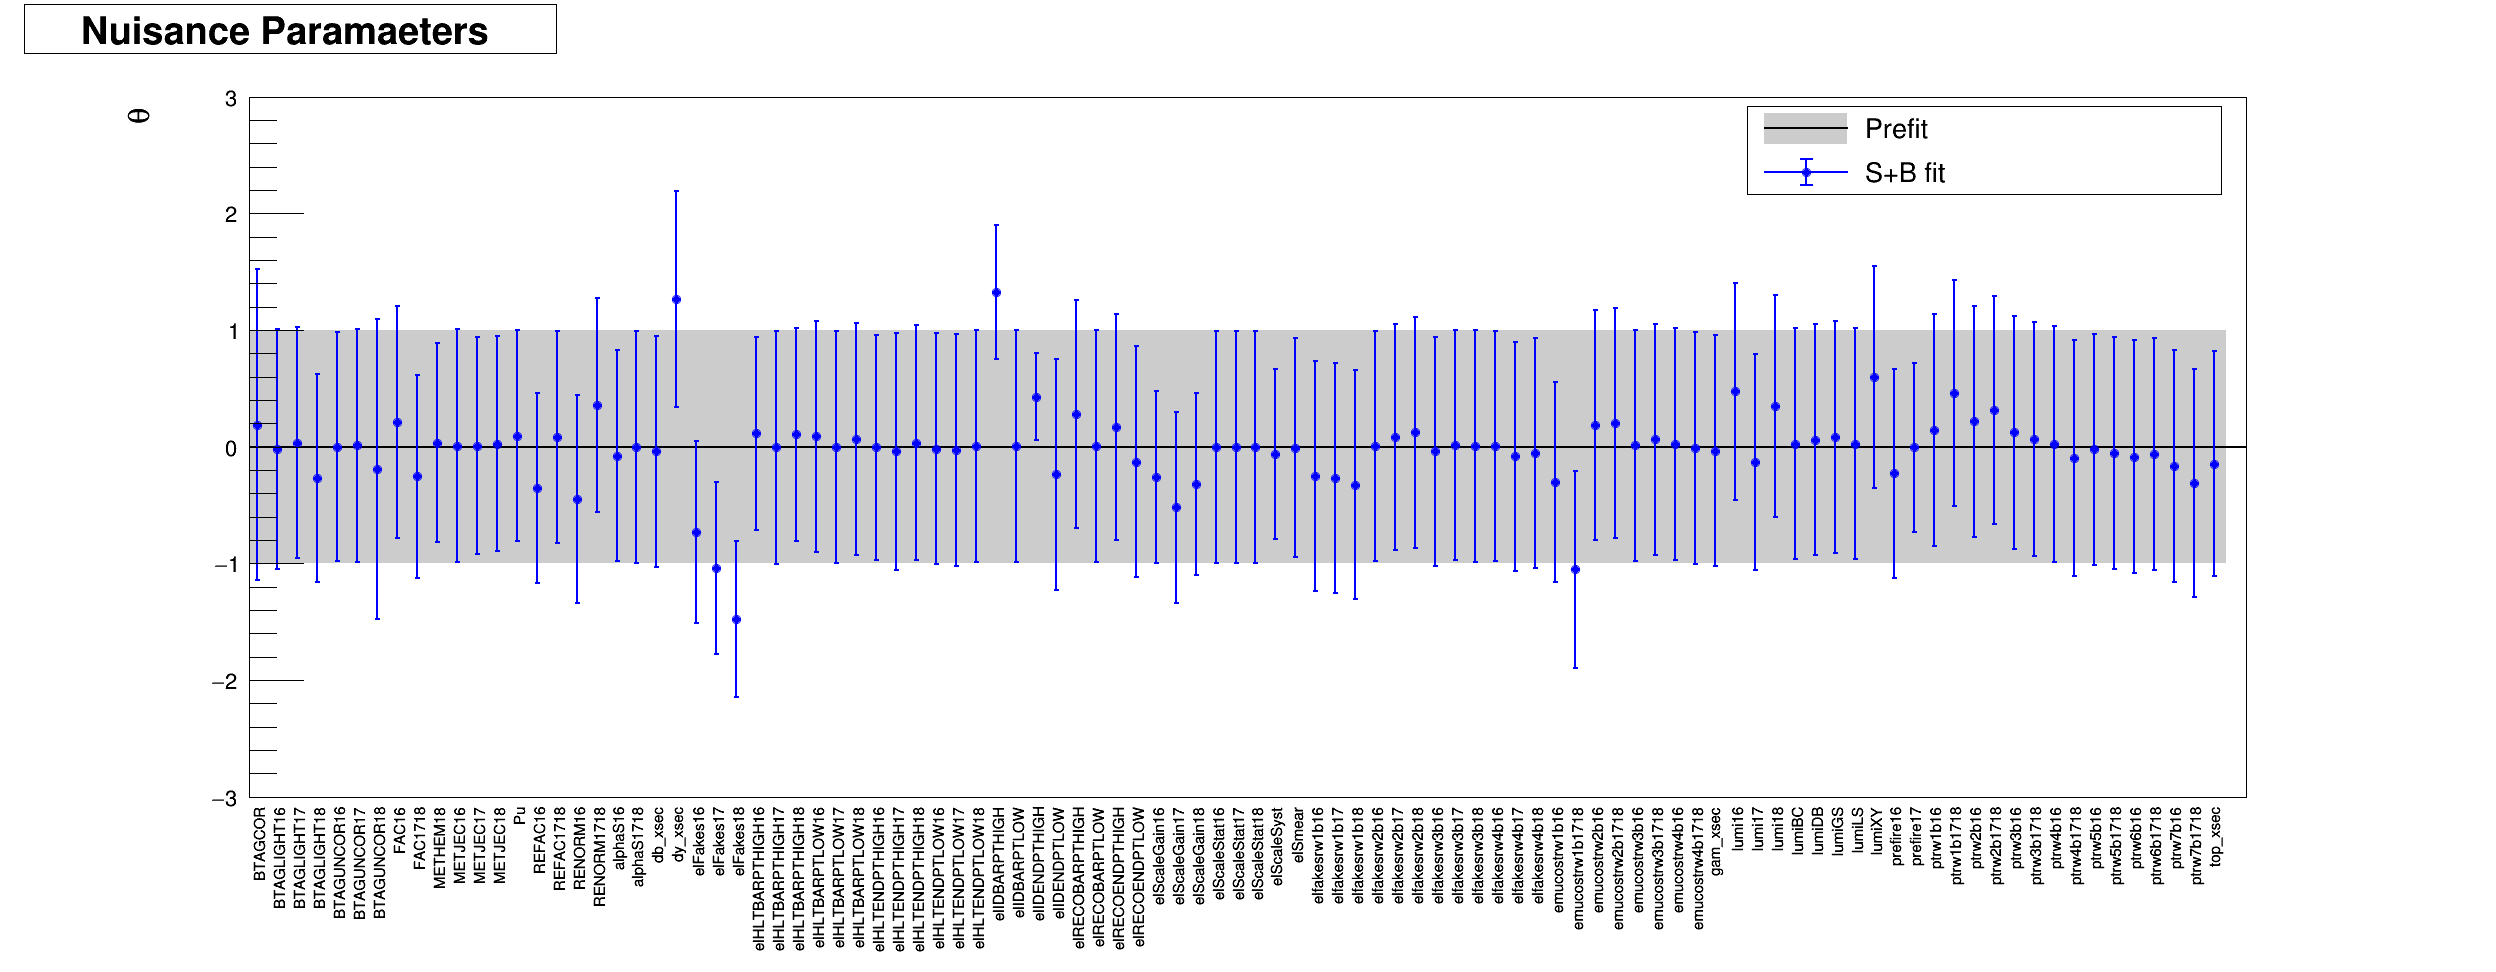 Nuisance Paramaeters
θ
3
2
1
0
−1
−2
−3
Prefit
S+B fit
BTAGCOR
BTAGLIGHT16
BTAGLIGHT17
BTAGLIGHT18
BTAGUNCOR16
BTAGUNCOR17
BTAGUNCOR18
FAC16
FAC1718
METHEM18
METJEC16
METJEC17
METJEC18
Pu
REFAC16
REFAC1718
RENORM16
RENORM1718
alphaS16
alphaS1718
db_xsec
dy_xsec
elFakes16
elFakes17
elFakes18
elHLTBARPTHIGH16
elHLTBARPTHIGH17
elHLTBARPTHIGH18
elHLTBARPTLOW16
elHLTBARPTLOW17
elHLTBARPTLOW18
elHLTENDPTHIGH16
elHLTENDPTHIGH17
elHLTENDPTHIGH18
elHLTENDPTLOW16
elHLTENDPTLOW17
elHLTENDPTLOW18
elIDBARPTHIGH
elIDBARPTLOW
elIDENDPTHIGH
elIDENDPTLOW
elRECOBARPTHIGH
elRECOBARPTLOW
elRECOENDPTHIGH
elRECOENDPTLOW
elScaleGain16
elScaleGain17
elScaleGain18
elScaleStat16
elScaleStat17
elScaleStat18
elScaleSyst
elSmear
elfakesrw1b16
elfakesrw1b17
elfakesrw1b18
elfakesrw2b16
elfakesrw2b17
elfakesrw2b18
elfakesrw3b16
elfakesrw3b17
elfakesrw3b18
elfakesrw4b16
elfakesrw4b17
elfakesrw4b18
emucostrw1b16
emucostrw1b1718
emucostrw2b16
emucostrw2b1718
emucostrw3b16
emucostrw3b1718
emucostrw4b16
emucostrw4b1718
gam_xsec
lumi16
lumi17
lumi18
lumiBC
lumiDB
lumiGS
lumiLS
lumiXY
prefire16
prefire17
ptrw1b16
ptrw1b1718
ptrw2b16
ptrw2b1718
ptrw3b16
ptrw3b1718
ptrw4b16
ptrw4b1718
ptrw5b16
ptrw5b1718
ptrw6b16
ptrw6b1718
ptrw7b16
ptrw7b1718
top_xsec